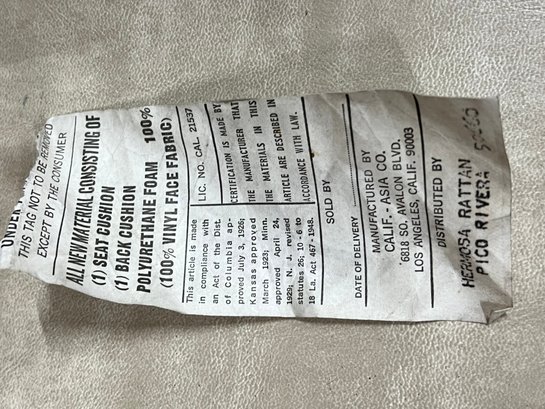 UNDER
THIS TAG NOT TO BE REMOVED
EXCEPT BY THE CONSUMER
ALL NEW MATERIAL CONSISTING OF
(1) SEAT CUSHION
(1) BACK CUSHION
POLYURETHANE FOAM 100%
(100% VINYL FACE FABRIC)
This article is made
in compliance with
an Act of the Dist.
of Columbia ap-
proved July 3, 1926;
Kansas approved
March 1923; Minn.
approved April 24,
1929; N. J. revised
statutes 26; 10-6 to
18 La. Act 467 - 1948.
LIC. NO. CAL. 21537
CERTIFICATION IS MADE BY
THE MANUFACTURER THAT
THE MATERIALS IN THIS
ARTICLE ARE DESCRIBED IN
ACCORDANCE WITH LAW.
SOLD BY
DATE OF DELIVERY
MANUFACTURED BY
CALIF. - ASIA CO.
6818 SO. AVALON BLVD.
LOS ANGELES, CALIF. 90003
DISTRIBUTED BY
HERMOSA RATTAN
PICO RIVERA